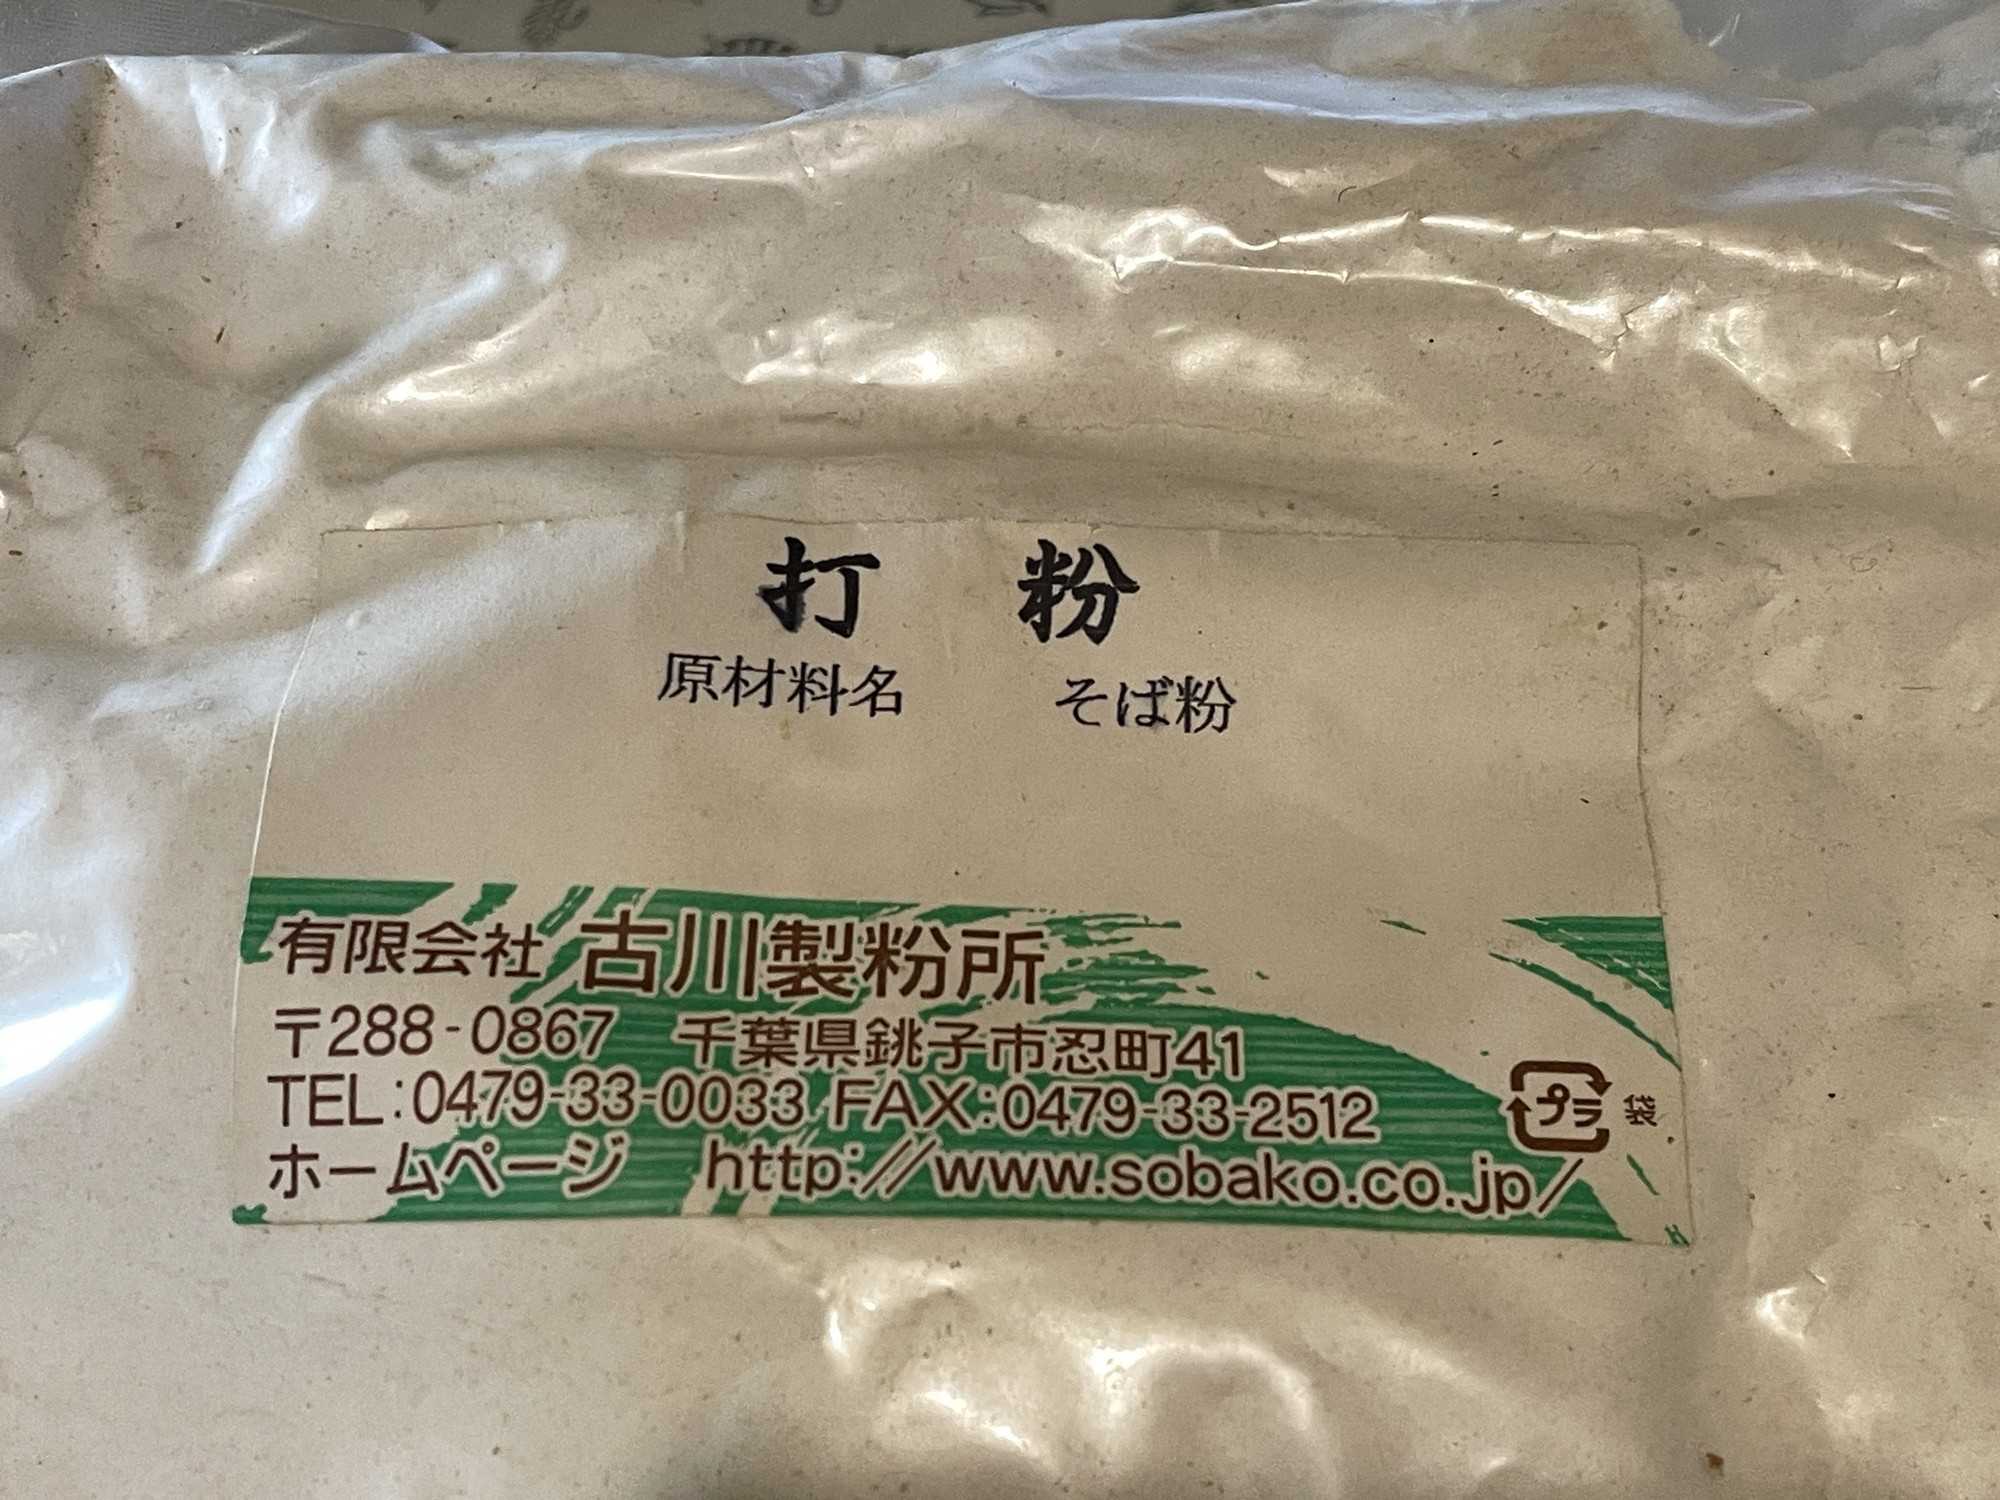 打 粉
原材料名 そば粉
有限会社 古川製粉所
〒288-0867 千葉県銚子市忍町41
TEL:0479-33-0033 FAX:0479-33-2512
ホームページ http://www.sobako.co.jp/
プラ 袋